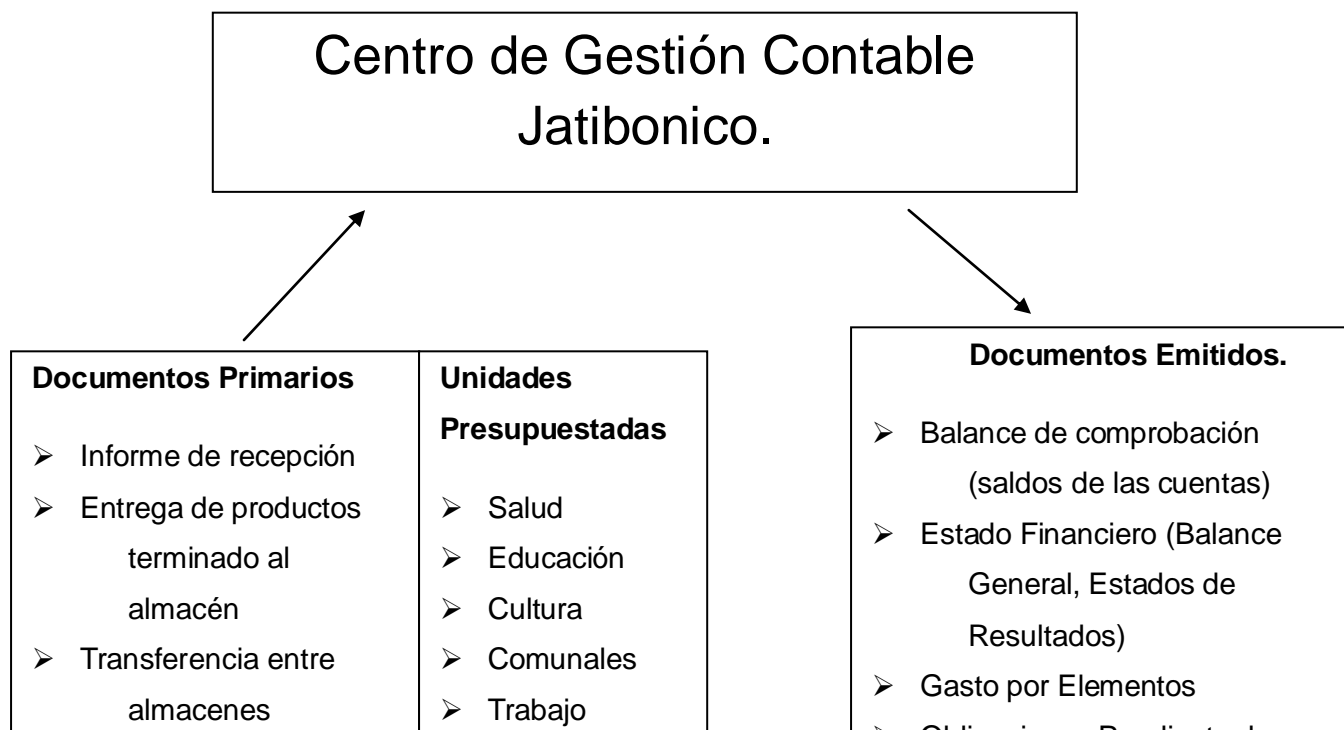 Centro de Gestión Contable
Jatibonico.
Documentos Primarios
➢ Informe de recepción
➢ Entrega de productos
terminado al
almacén
➢ Transferencia entre
almacenes
Unidades
Presupuestadas
➢ Salud
➢ Educación
➢ Cultura
➢ Comunales
➢ Trabajo
Documentos Emitidos.
➢ Balance de comprobación
(saldos de las cuentas)
➢ Estado Financiero (Balance
General, Estados de
Resultados)
➢ Gasto por Elementos